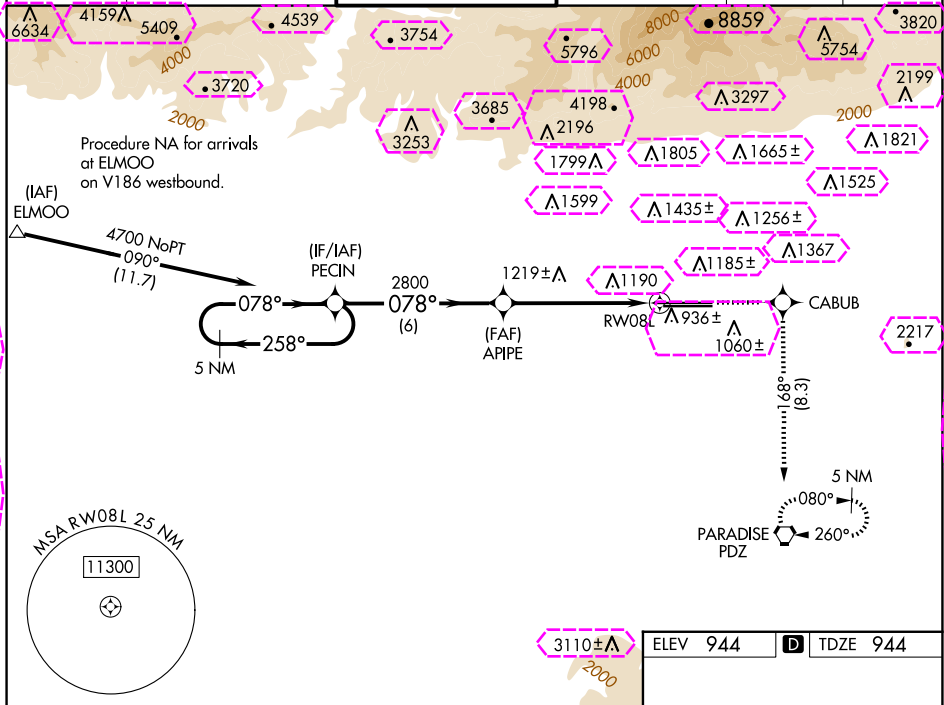 6634
4159
5409
4539
3754
5796
8000
8859
5754
3820
4000
6000
4000
3720
2199
2000
3685
4198
3297
2000
3253
2196
1821
Procedure NA for arrivals
at ELMOO
on V186 westbound.
1799
1805
1665±
1525
1599
1435±
1256±
(IAF)
ELMOO
4700 NoPT
090°
(11.7)
(IF/IAF)
PECIN
2800
078°
078°
(6)
258°
5 NM
1219±
(FAF)
APIPE
1190
1185±
1367
RW08L
936±
1060±
CABUB
2217
168°
(8.3)
5 NM
080°
260°
PARADISE
PDZ
MSA RW08L 25 NM
11300
3110±
2000
ELEV 944 D TDZE 944